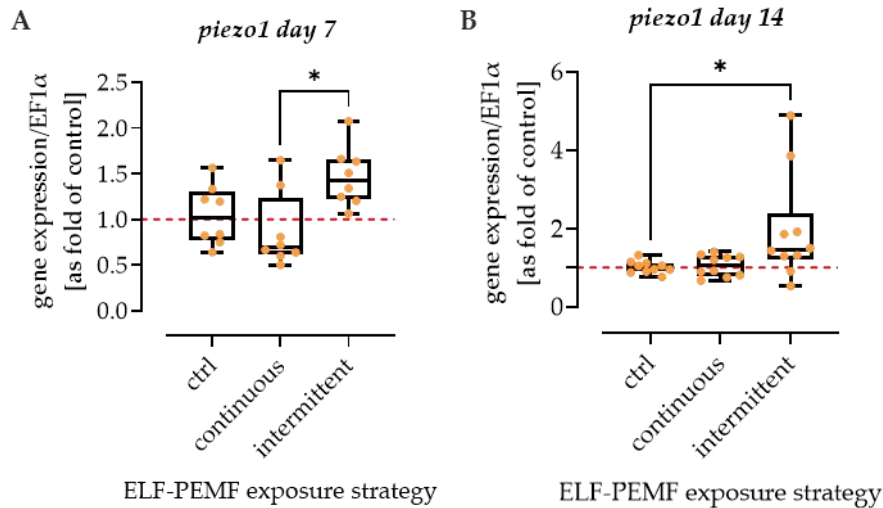 A
piezo1 day 7
gene expression/EF1α
[as fold of control]
2.5
2.0
1.5
1.0
0.5
0.0
*
ctrl
continuous
intermittent
ELF-PEMF exposure strategy
B
piezo1 day 14
gene expression/EF1α
[as fold of control]
6
4
2
0
*
ctrl
continuous
intermittent
ELF-PEMF exposure strategy